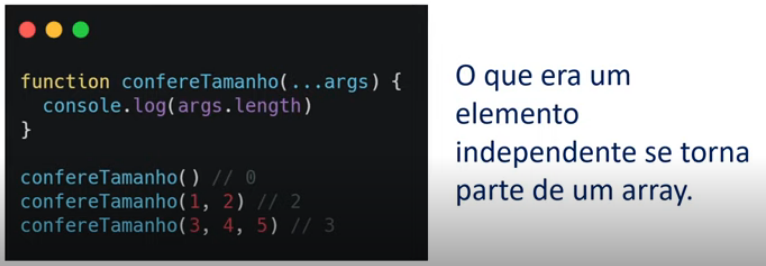 function confereTamanho(...args) {
  console.log(args.length)
}
confereTamanho() // 0
confereTamanho(1, 2) // 2
confereTamanho(3, 4, 5) // 3
O que era um
elemento
independente se torna
parte de um array.